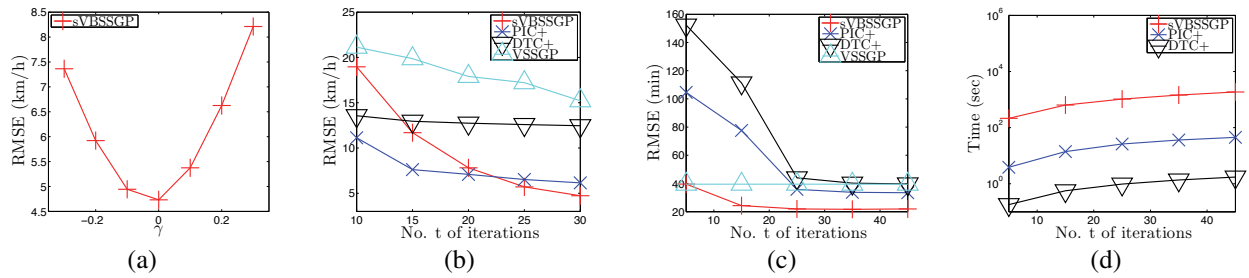 sVBSSGP
RMSE (km/h)
8.5
8
7.5
7
6.5
6
5.5
5
4.5
−0.2
0
0.2
γ
(a)
sVBSSGP
PIC+
DTC+
VSSGP
RMSE (km/h)
25
20
15
10
5
10
15
20
25
30
No. t of iterations
(b)
sVBSSGP
PIC+
DTC+
VSSGP
RMSE (min)
160
140
120
100
80
60
40
20
10
20
30
40
No. t of iterations
(c)
sVBSSGP
PIC+
DTC+
Time (sec)
10^6
10^4
10^2
10^0
10
20
30
40
No. t of iterations
(d)